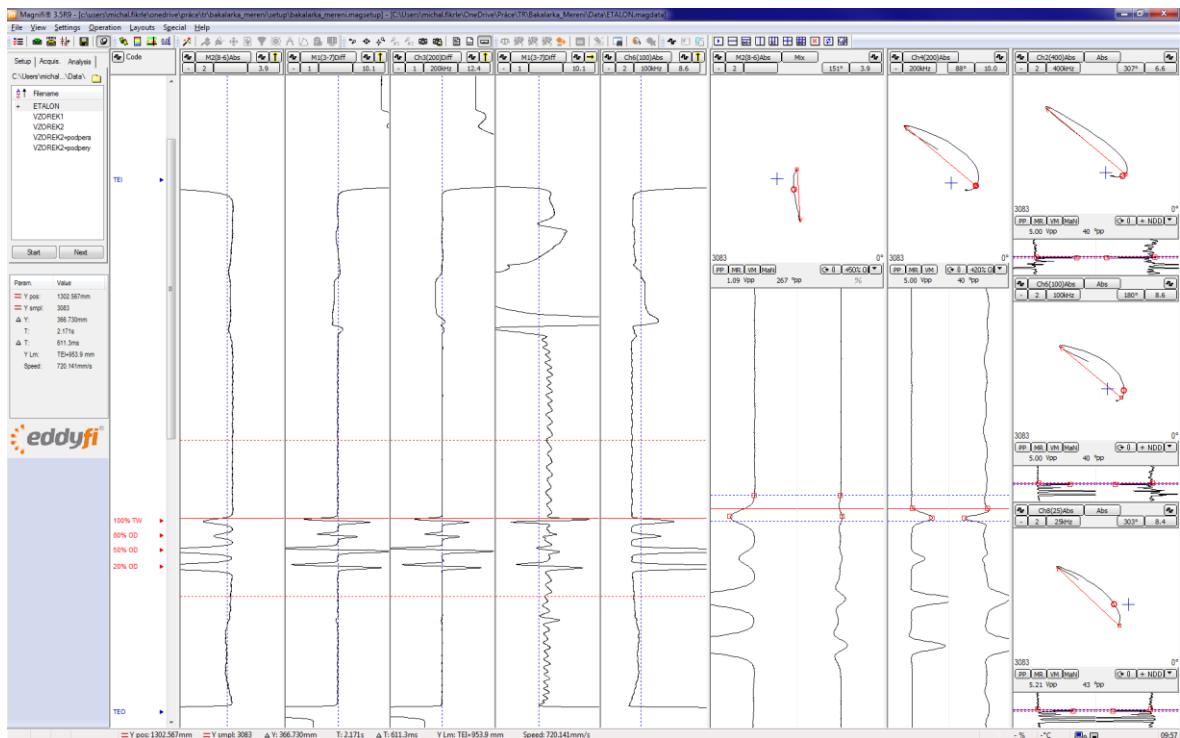 Magnifi® 3.5R9 - [c:\users\michal.fikrle\onedrive\práce\tr\bakalarka_mereni\setup\bakalarka_mereni.magsetup] - [C:\Users\michal.fikrle\OneDrive\Práce\TR\Bakalarka_Mereni\Data\ETALON.magdata]
File View Settings Operating Layouts Special Help
Setup Acquis. Analysis
C:\Users\michal...\Data\
Filename
+ ETALON
VZOREK1
VZOREK2
VZOREK2+podpera
VZOREK2+podpery
Start Next
Param. Value
Y pos: 1302.567mm
Y smpl: 3083
Δ Y: 366.730mm
T: 2.171s
Δ T: 611.3ms
Y Lm: TEI+953.9 mm
Speed: 720.141mm/s
eddyfi®
Code
TEI
100% TW
80% OD
50% OD
20% OD
TEO
M2(8-6)Abs
- 2 3.9
M1(3-7)Diff
- 1 10.1
Ch3(200)Diff
- 1 200kHz 12.4
M1(3-7)Diff
- 1 10.1
Ch6(100)Abs
- 2 100kHz 8.6
M2(8-6)Abs Mix
- 2 151° 3.9
3083 0°
PP MR VM MaN 0 450% O
1.09 Vpp 267 °pp %
Ch4(200)Abs
- 200kHz 88° 10.0
3083 0°
PP MR VM 0 420% O
5.00 Vpp 40 °pp
Ch2(400)Abs Abs
- 2 400kHz 307° 6.6
3083 0°
PP MR VM MaN 0 + NDD
5.00 Vpp 40 °pp
Ch6(100)Abs Abs
- 2 100kHz 180° 8.6
3083 0°
PP MR VM MaN 0 + NDD
5.00 Vpp 40 °pp
Ch8(25)Abs Abs
- 2 25kHz 303° 8.4
3083 0°
PP MR VM MaN 0 + NDD
5.21 Vpp 43 °pp
Y pos: 1302.567mm Y smpl: 3083 Δ Y: 366.730mm T: 2.171s Δ T: 611.3ms Y Lm: TEI+953.9 mm Speed: 720.141mm/s - % -°C 09:57